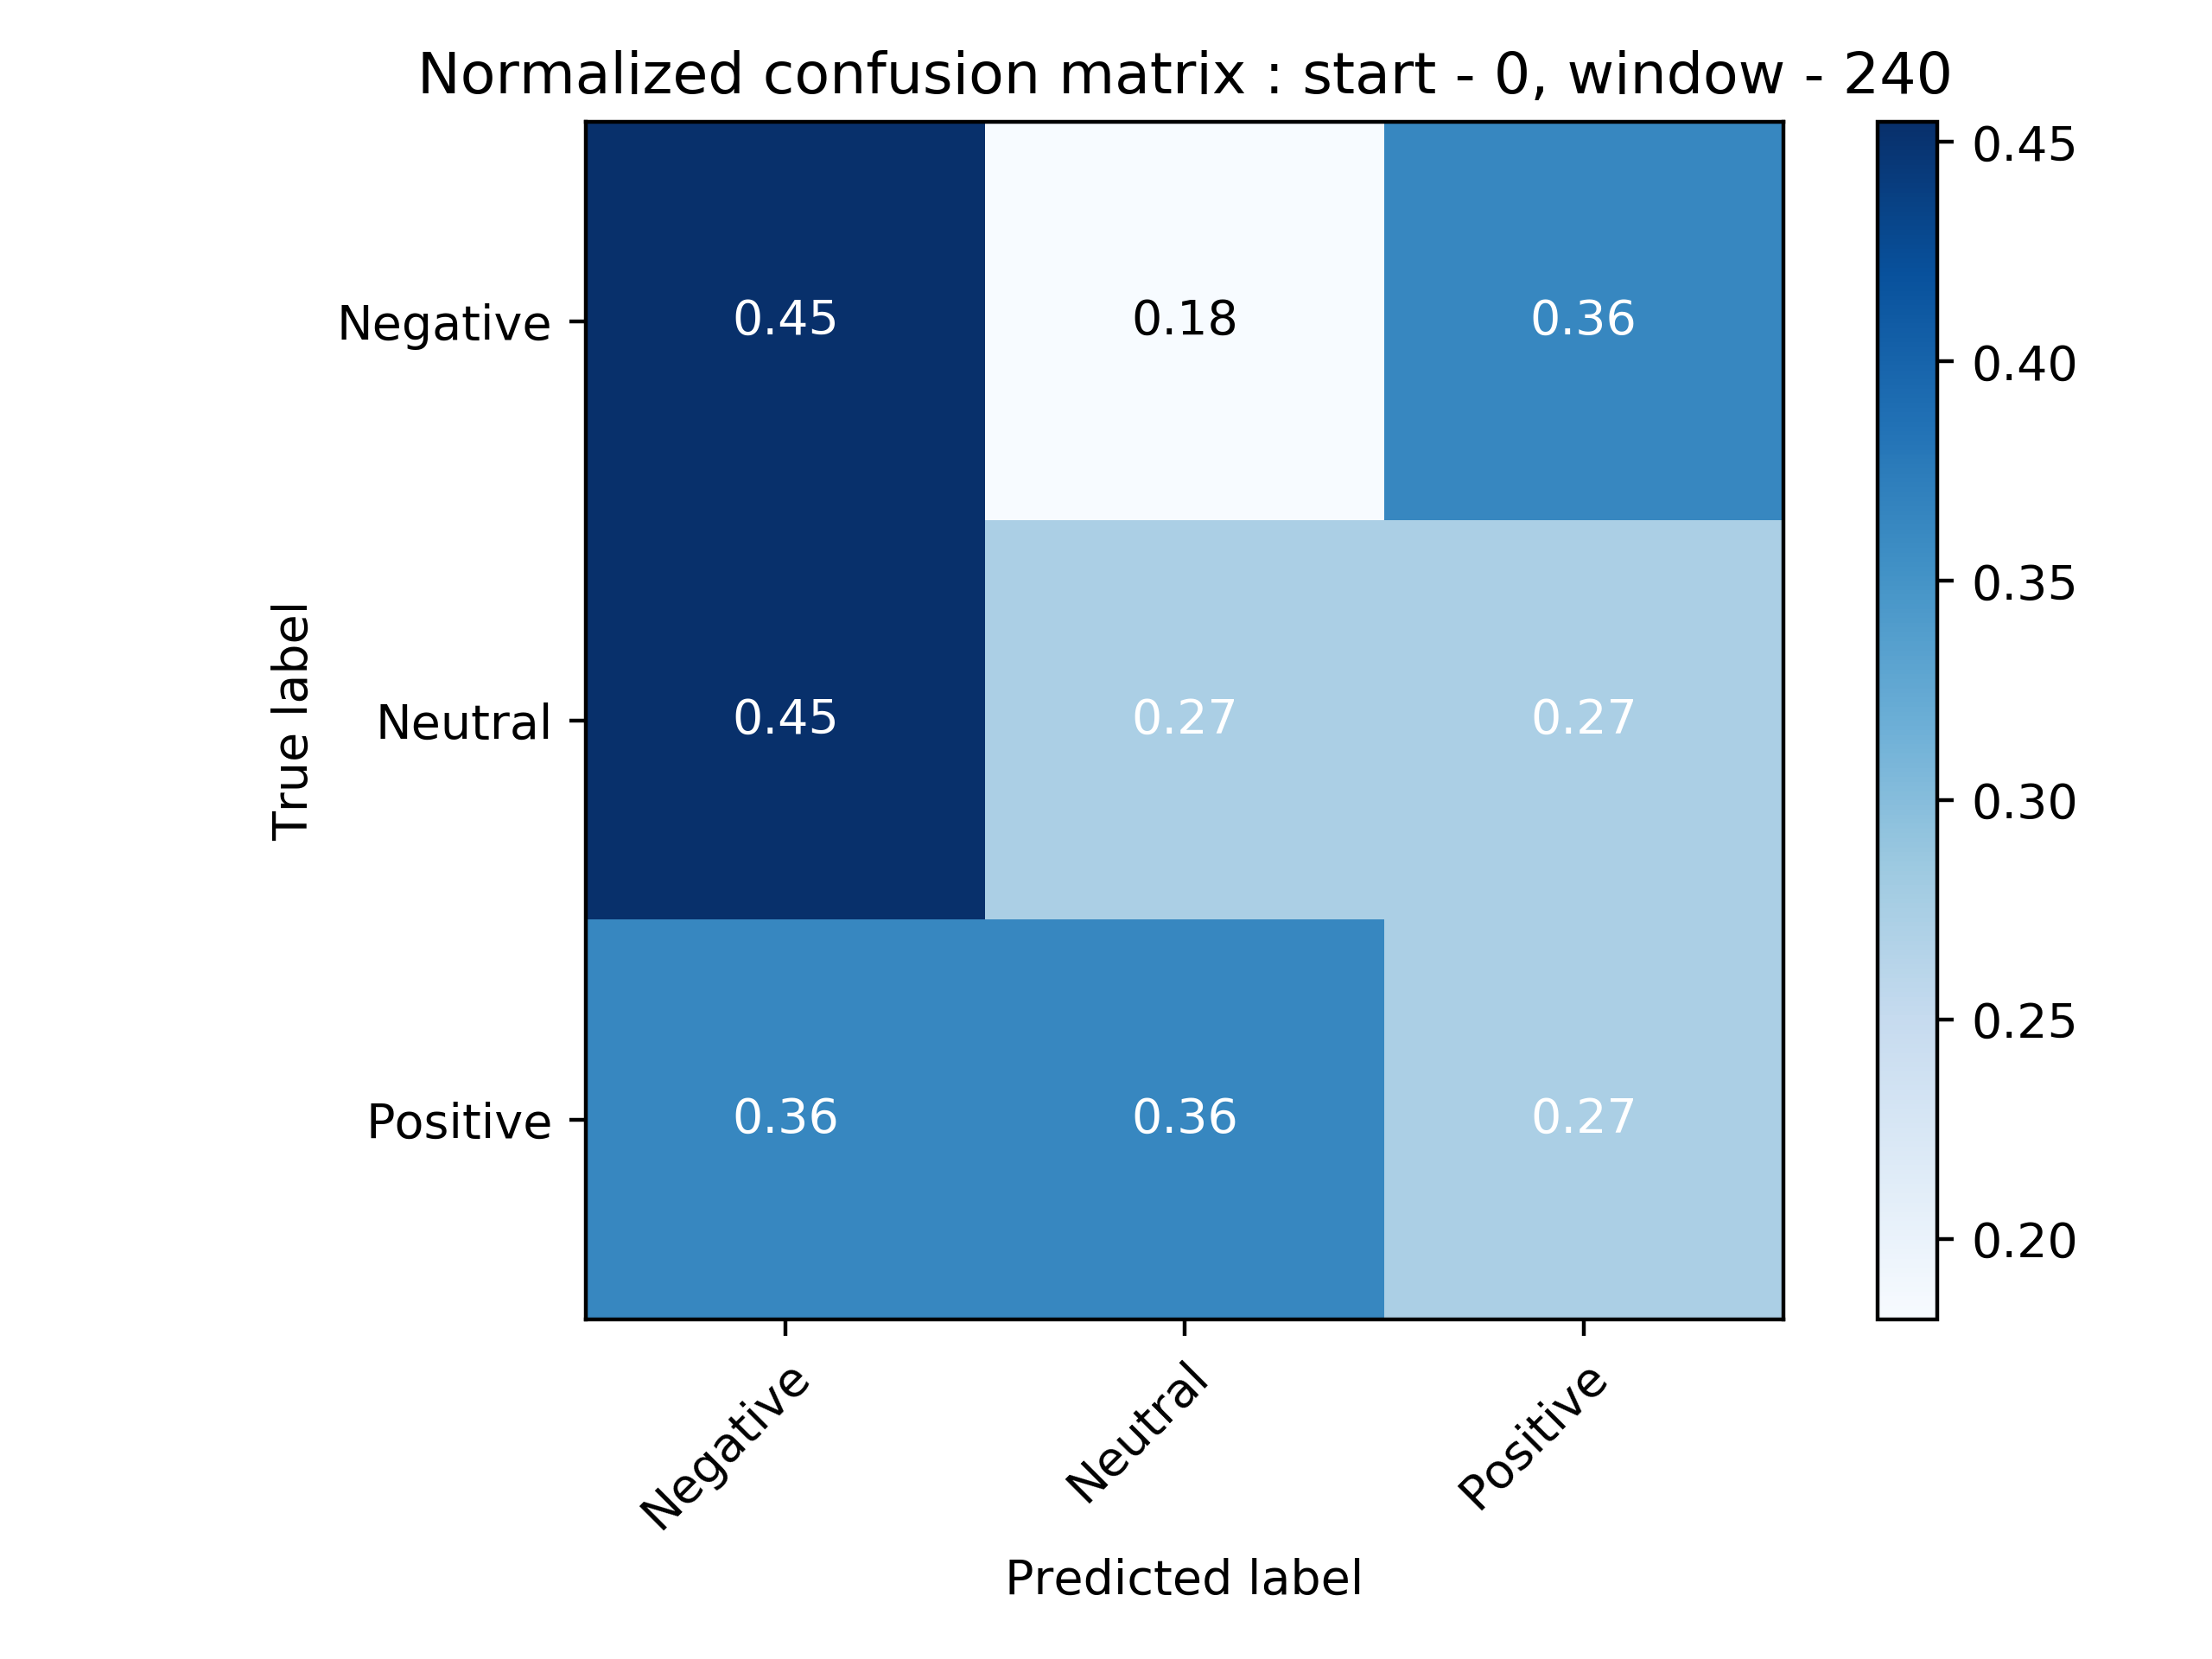 Normalized confusion matrix : start - 0, window - 240
True label
Negative
0.45
0.18
0.36
Neutral
0.45
0.27
0.27
Positive
0.36
0.36
0.27
Negative
Neutral
Positive
Predicted label
0.45
0.40
0.35
0.30
0.25
0.20